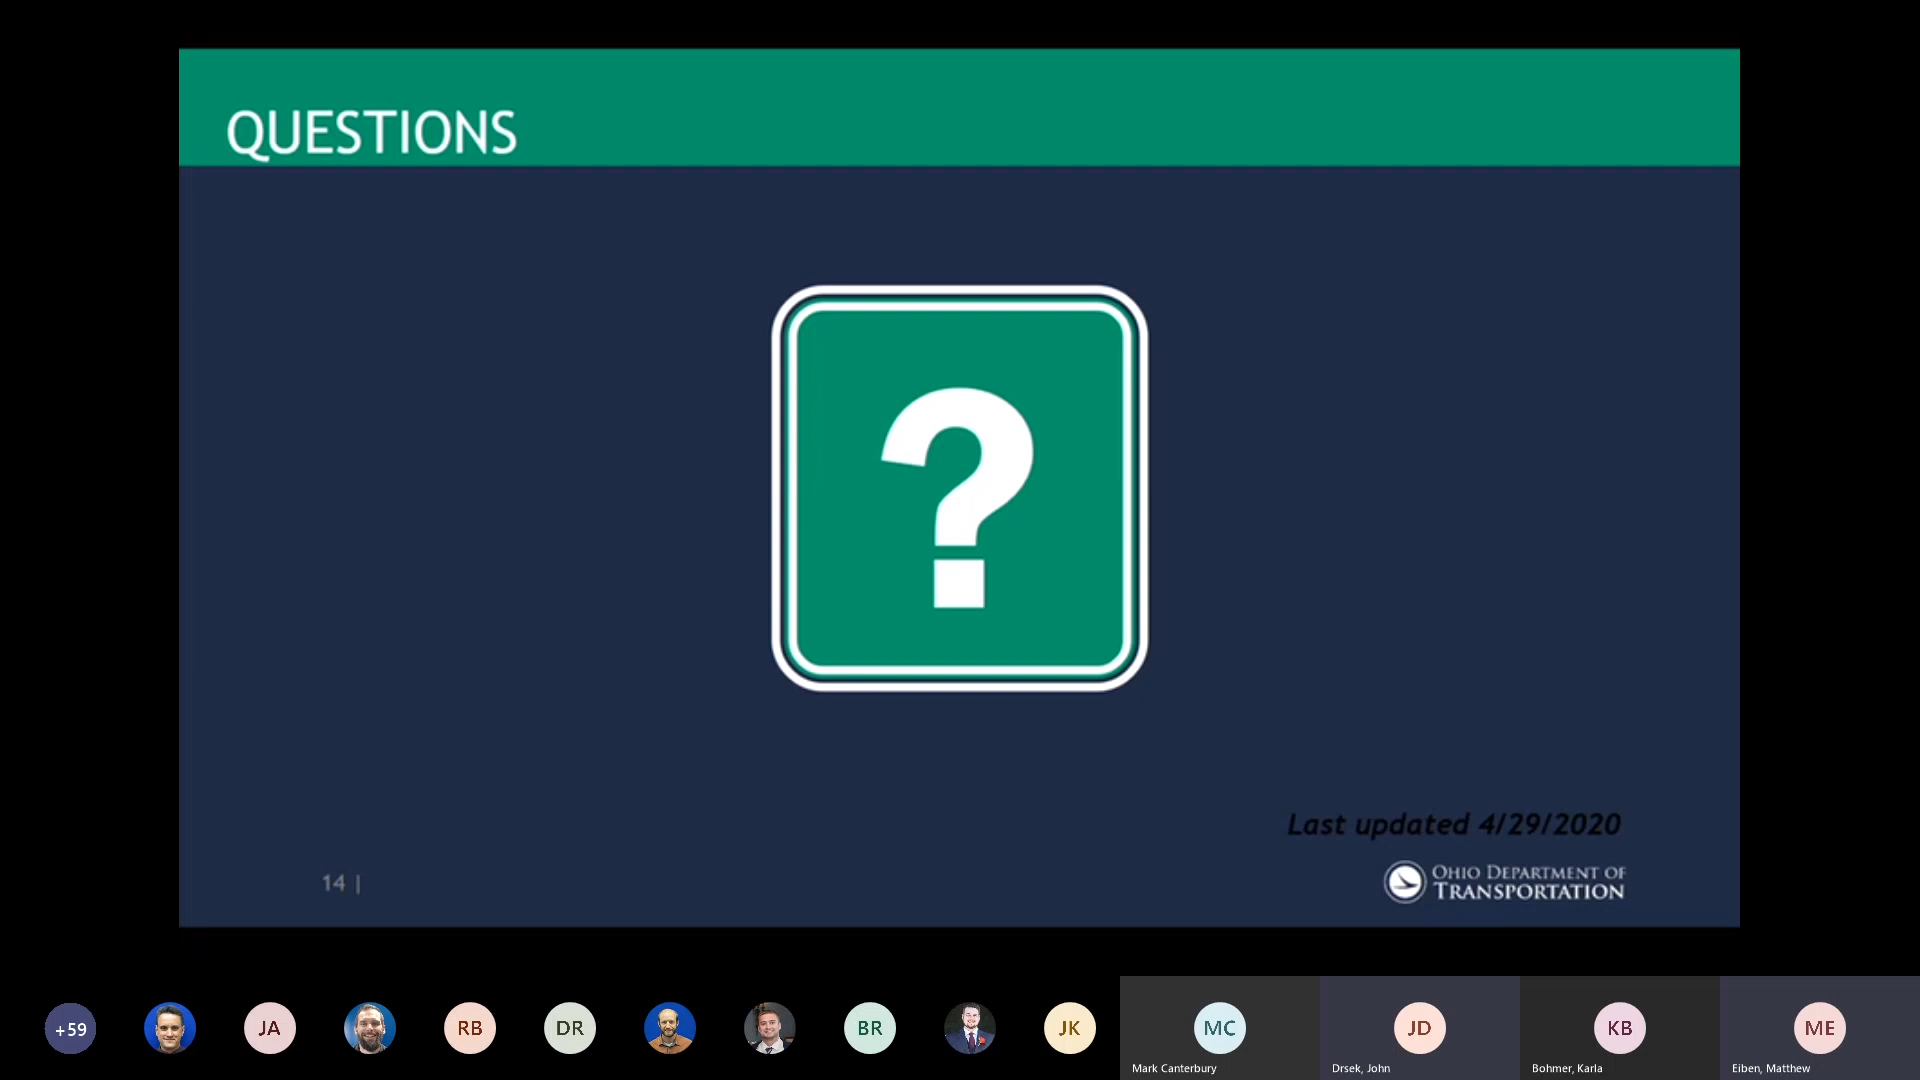 QUESTIONS
?
Last updated 4/29/2020
14 |
OHIO DEPARTMENT OF
TRANSPORTATION
+59
JA
RB
DR
BR
JK
MC
JD
KB
ME
Mark Canterbury
Drsek, John
Bohmer, Karla
Eiben, Matthew